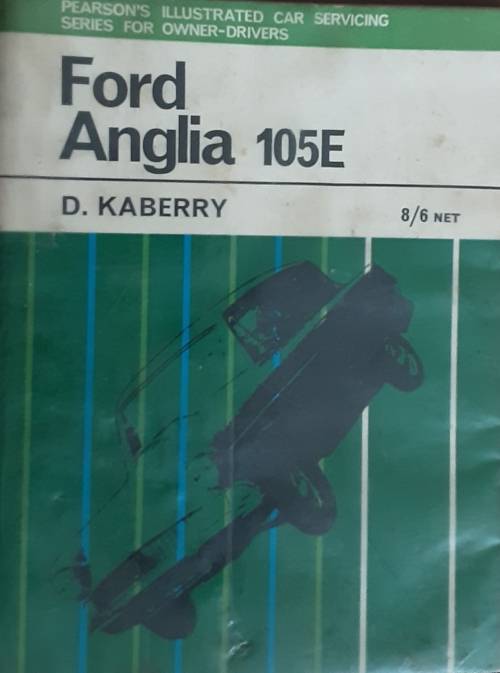 PEARSON'S ILLUSTRATED CAR SERVICING
SERIES FOR OWNER-DRIVERS
Ford
Anglia 105E
D. KABERRY
8/6 NET